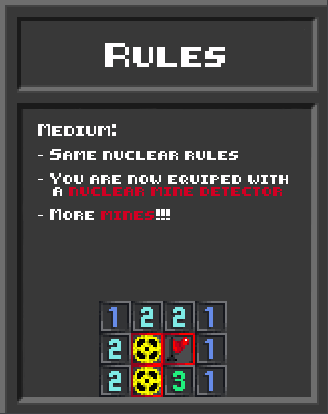 Rules
Medium:
- Same nuclear rules
- You are now equiped with
a nuclear mine detector
- More mines!!!
1 2 2 1
2 1
2 3 1